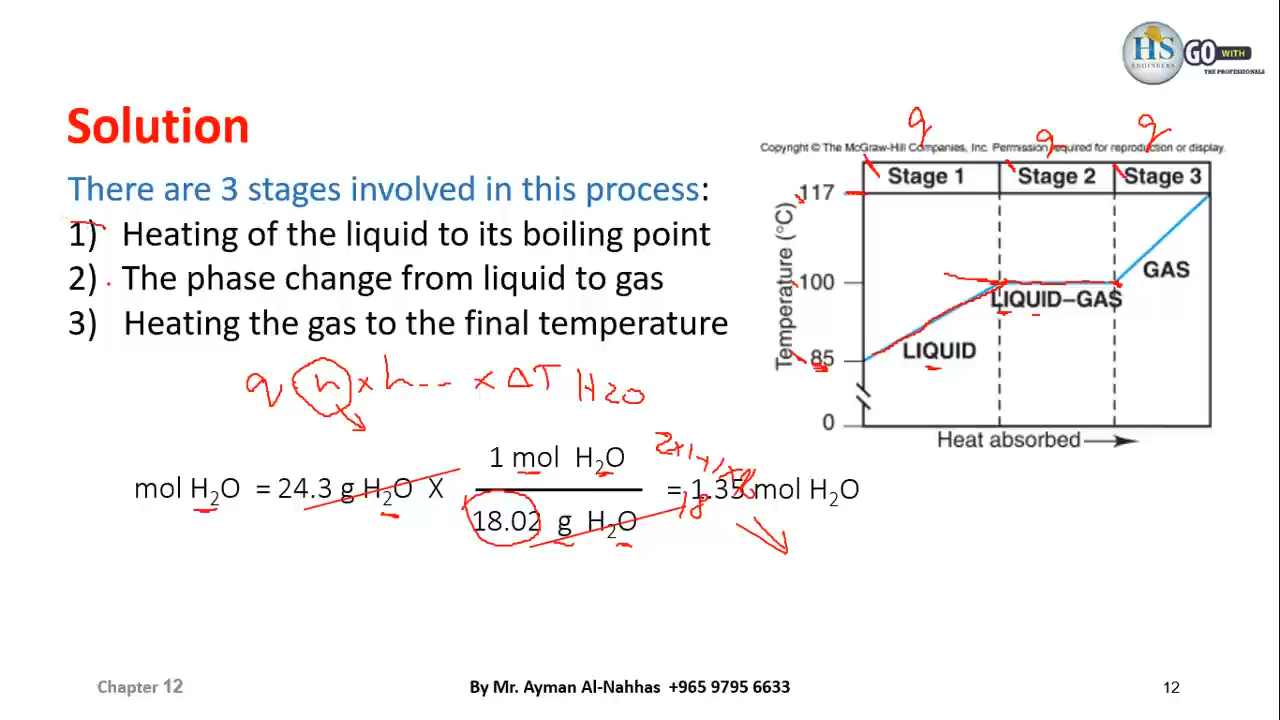 HS
ENGINEERS
GO WITH
THE PROFESSIONALS
Solution
There are 3 stages involved in this process:
1) Heating of the liquid to its boiling point
2) The phase change from liquid to gas
3) Heating the gas to the final temperature
q n × h-- × ΔT H2O
mol H₂O = 24.3 g H₂O X
1 mol H₂O
18.02 g H₂O
= 1.35 mol H₂O
18
q q q
Copyright © The McGraw-Hill Companies, Inc. Permission required for reproduction or display.
Stage 1 Stage 2 Stage 3
117
100
85
0
Temperature (°C)
GAS
LIQUID–GAS
LIQUID
Heat absorbed
Chapter 12
By Mr. Ayman Al-Nahhas +965 9795 6633
12